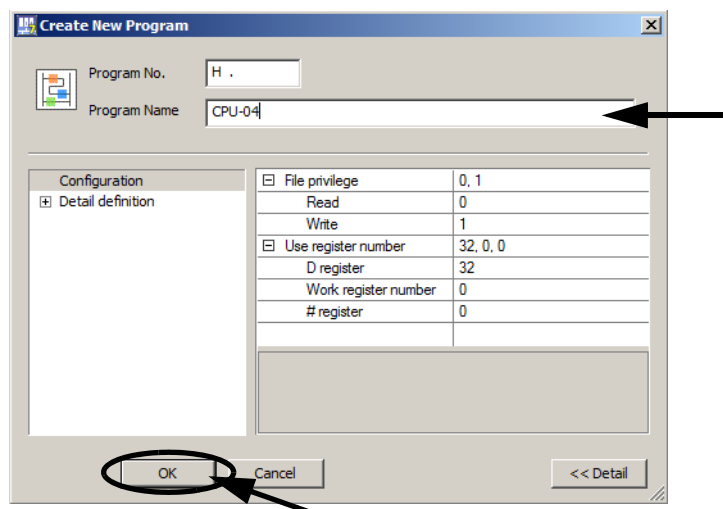 Create New Program
Program No. H .
Program Name CPU-04
Configuration
Detail definition
File privilege 0, 1
Read 0
Write 1
Use register number 32, 0, 0
D register 32
Work register number 0
# register 0
OK Cancel << Detail